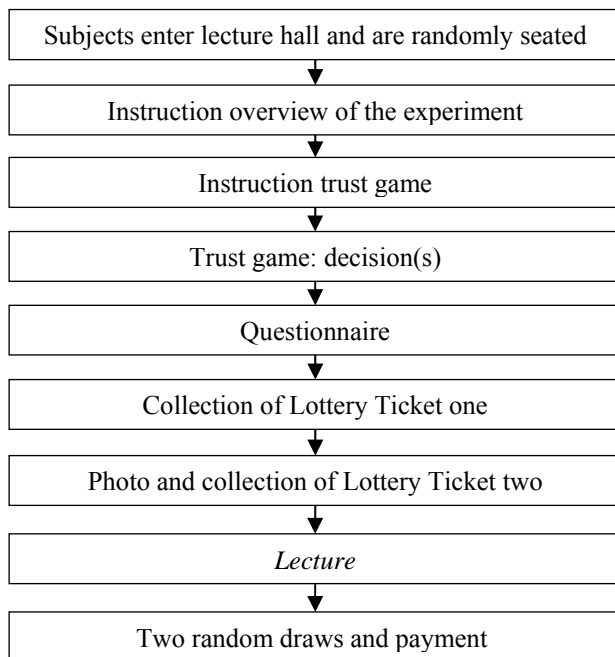 Subjects enter lecture hall and are randomly seated
Instruction overview of the experiment
Instruction trust game
Trust game: decision(s)
Questionnaire
Collection of Lottery Ticket one
Photo and collection of Lottery Ticket two
Lecture
Two random draws and payment